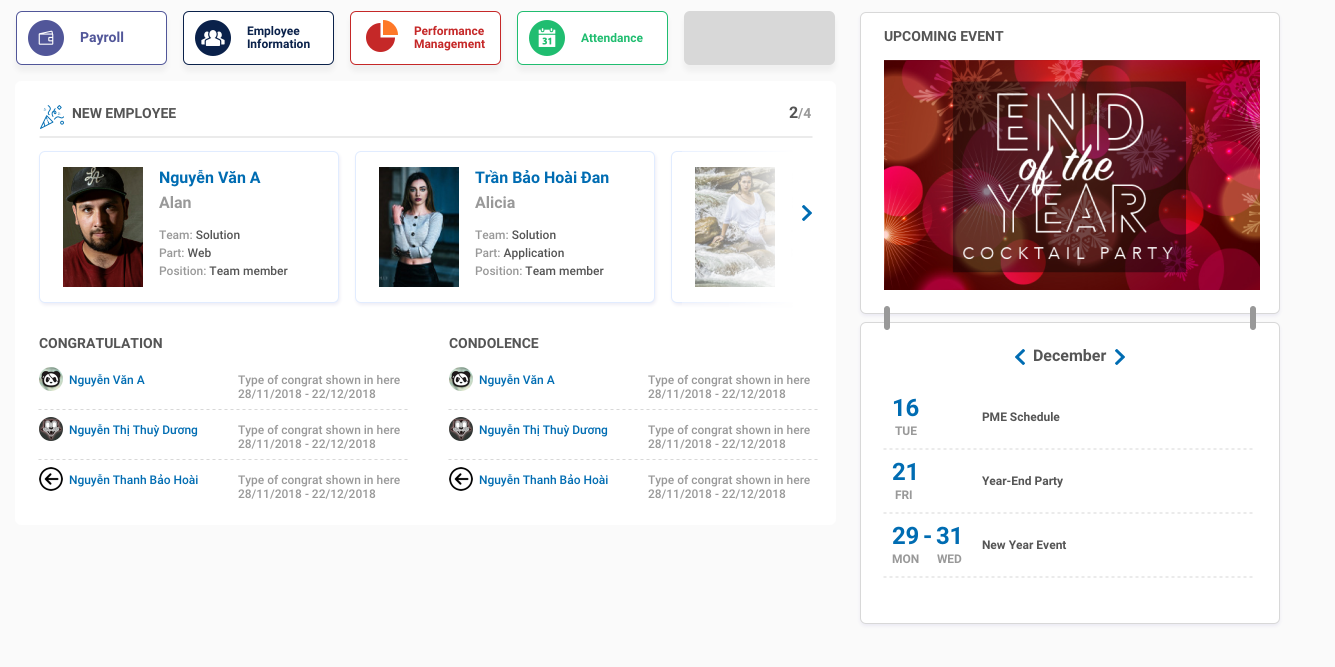 Payroll
Employee
Information
Performance
Management
31
Attendance
NEW EMPLOYEE
2/4
Nguyễn Văn A
Alan
Team: Solution
Part: Web
Position: Team member
Trần Bảo Hoài Đan
Alicia
Team: Solution
Part: Application
Position: Team member
CONGRATULATION
Nguyễn Văn A
Type of congrat shown in here
28/11/2018 - 22/12/2018
Nguyễn Thị Thuỳ Dương
Type of congrat shown in here
28/11/2018 - 22/12/2018
Nguyễn Thanh Bảo Hoài
Type of congrat shown in here
28/11/2018 - 22/12/2018
CONDOLENCE
Nguyễn Văn A
Type of congrat shown in here
28/11/2018 - 22/12/2018
Nguyễn Thị Thuỳ Dương
Type of congrat shown in here
28/11/2018 - 22/12/2018
Nguyễn Thanh Bảo Hoài
Type of congrat shown in here
28/11/2018 - 22/12/2018
UPCOMING EVENT
END
of the
YEAR
COCKTAIL PARTY
December
16
TUE
PME Schedule
21
FRI
Year-End Party
29 - 31
MON WED
New Year Event